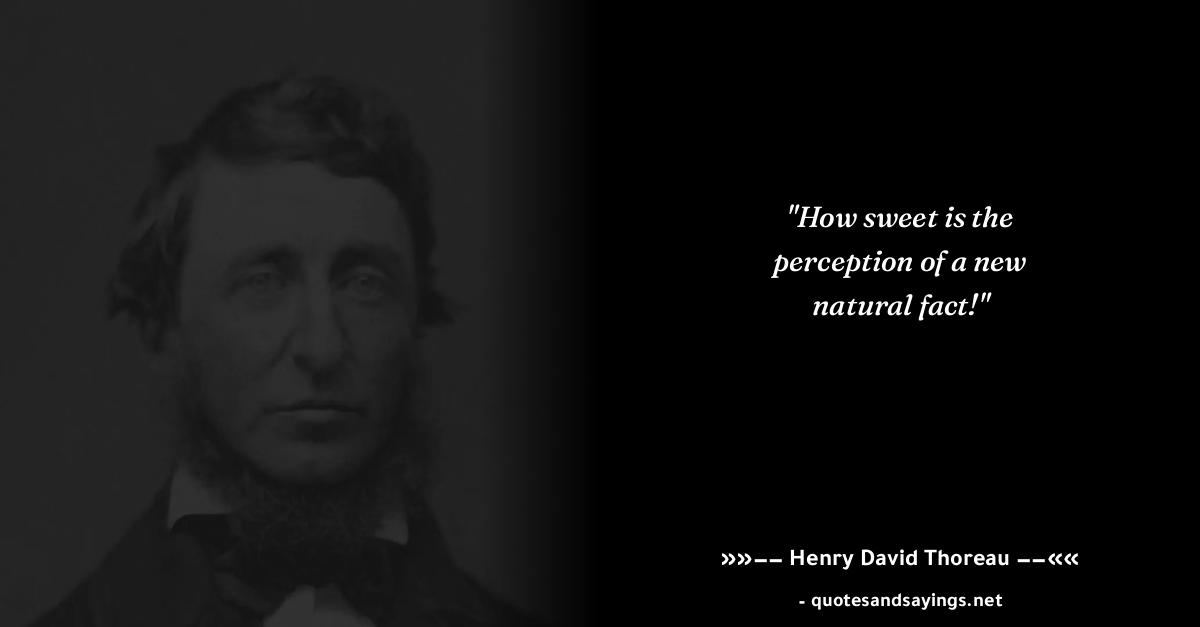 "How sweet is the
perception of a new
natural fact!"
»»–– Henry David Thoreau ––««
- quotesandsayings.net